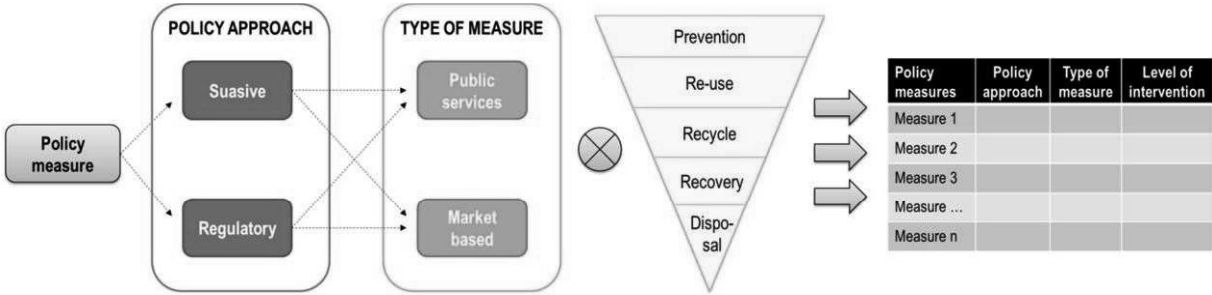 POLICY APPROACH
TYPE OF MEASURE
Policy
measure
Suasive
Regulatory
Public
services
Market
based
Prevention
Re-use
Recycle
Recovery
Dispo-
sal
Policy
measures
Policy
approach
Type of
measure
Level of
intervention
Measure 1
Measure 2
Measure 3
Measure ...
Measure n